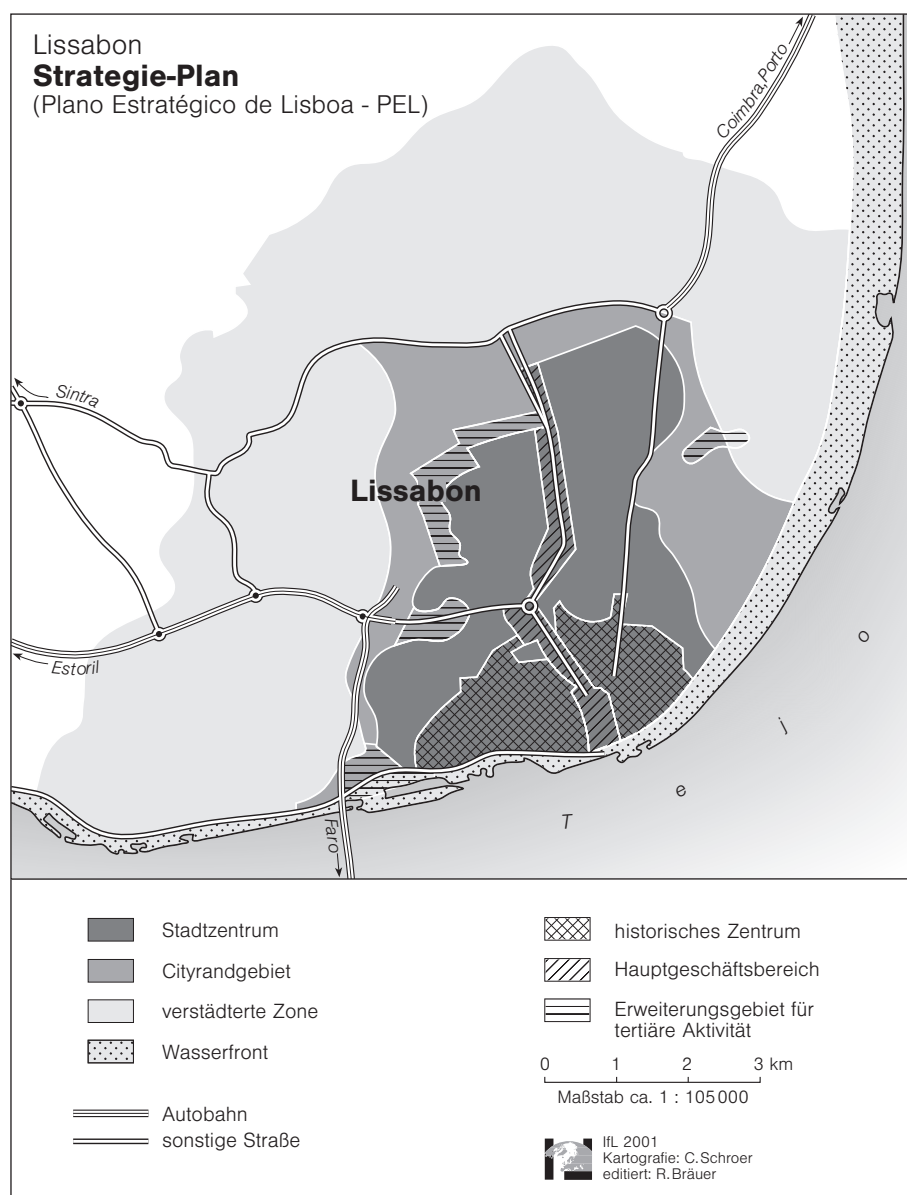 Lissabon
Strategie-Plan
(Plano Estratégico de Lisboa - PEL)
Coimbra,Porto
Sintra
Lissabon
Estoril
Faro
T e j o
Stadtzentrum
Cityrandgebiet
verstädterte Zone
Wasserfront
Autobahn
sonstige Straße
historisches Zentrum
Hauptgeschäftsbereich
Erweiterungsgebiet für
tertiäre Aktivität
0 1 2 3 km
Maßstab ca. 1 : 105000
IfL 2001
Kartografie: C.Schroer
editiert: R.Bräuer